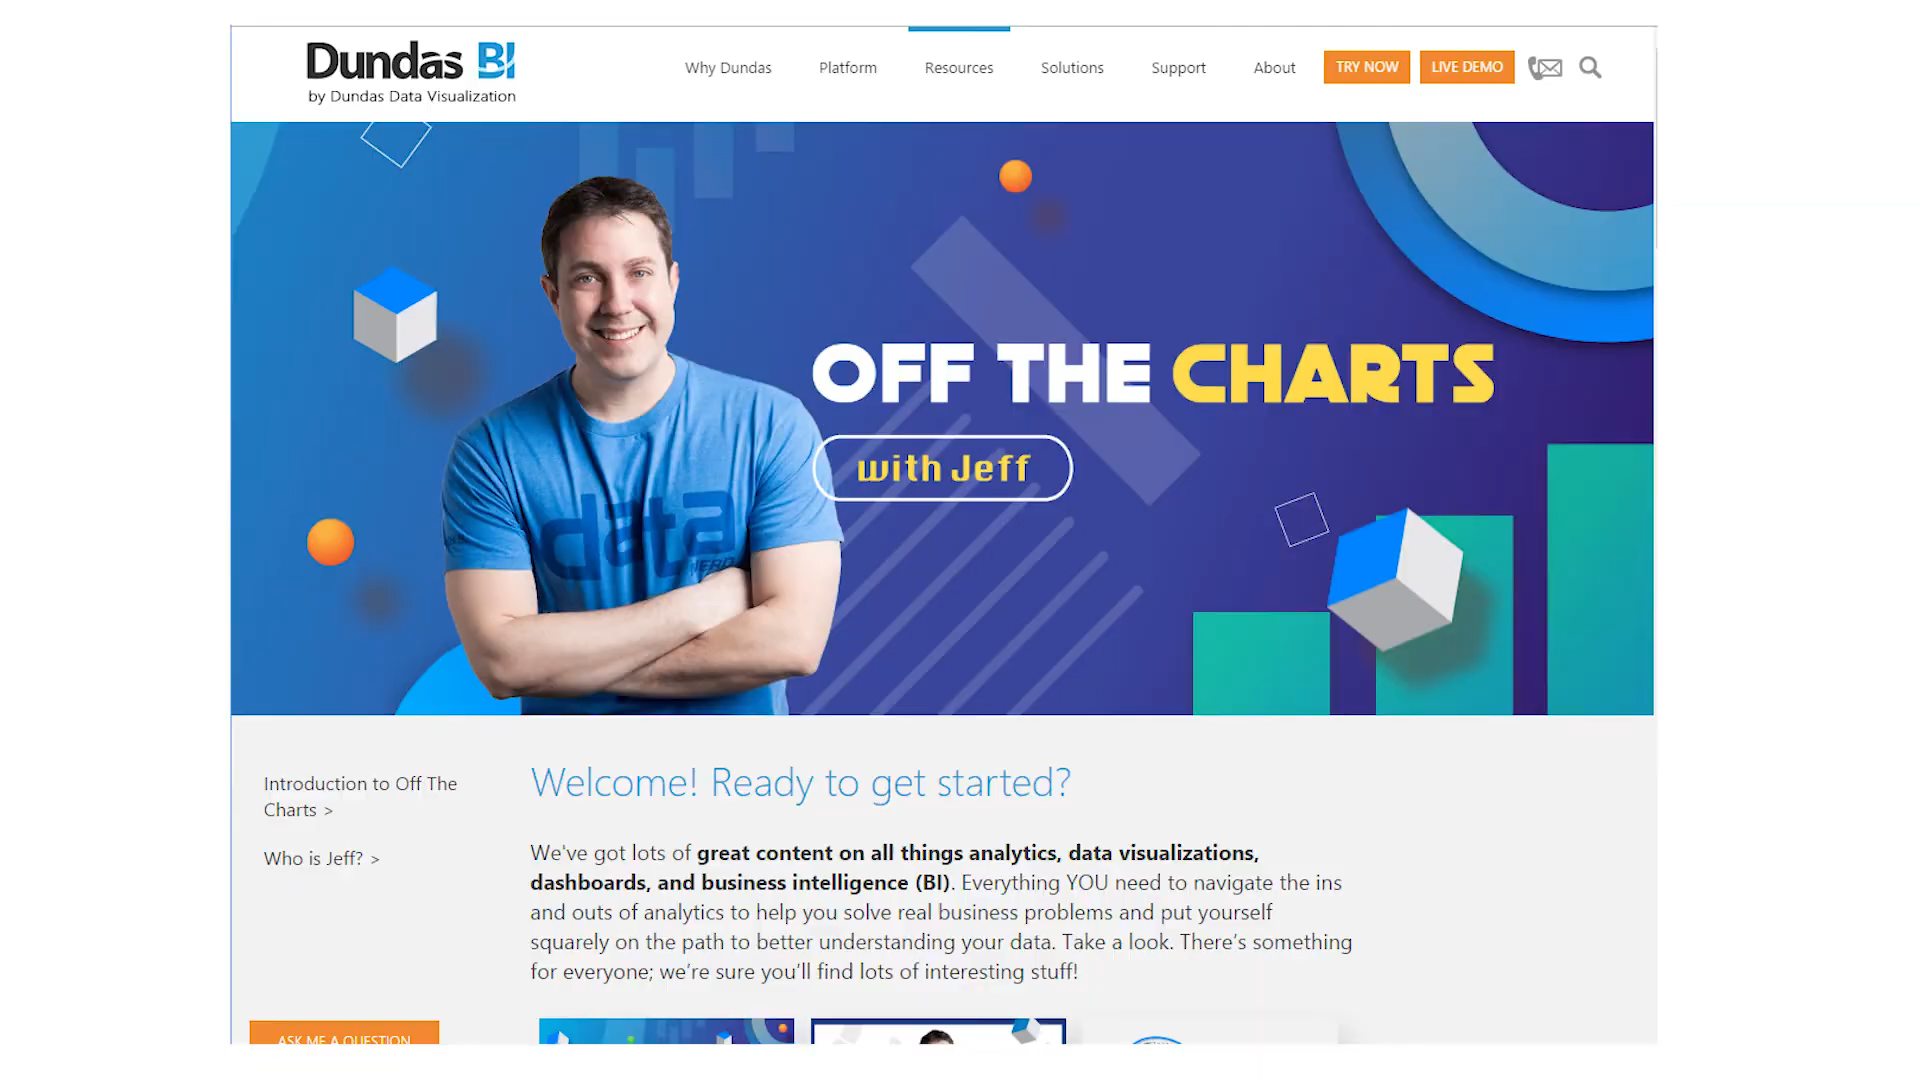 Dundas BI
by Dundas Data Visualization
Why Dundas
Platform
Resources
Solutions
Support
About
TRY NOW
LIVE DEMO
OFF THE CHARTS
with Jeff
data
NERD
Introduction to Off The
Charts >
Who is Jeff? >
ASK ME A QUESTION
Welcome! Ready to get started?
We've got lots of great content on all things analytics, data visualizations,
dashboards, and business intelligence (BI). Everything YOU need to navigate the ins
and outs of analytics to help you solve real business problems and put yourself
squarely on the path to better understanding your data. Take a look. There's something
for everyone; we're sure you'll find lots of interesting stuff!